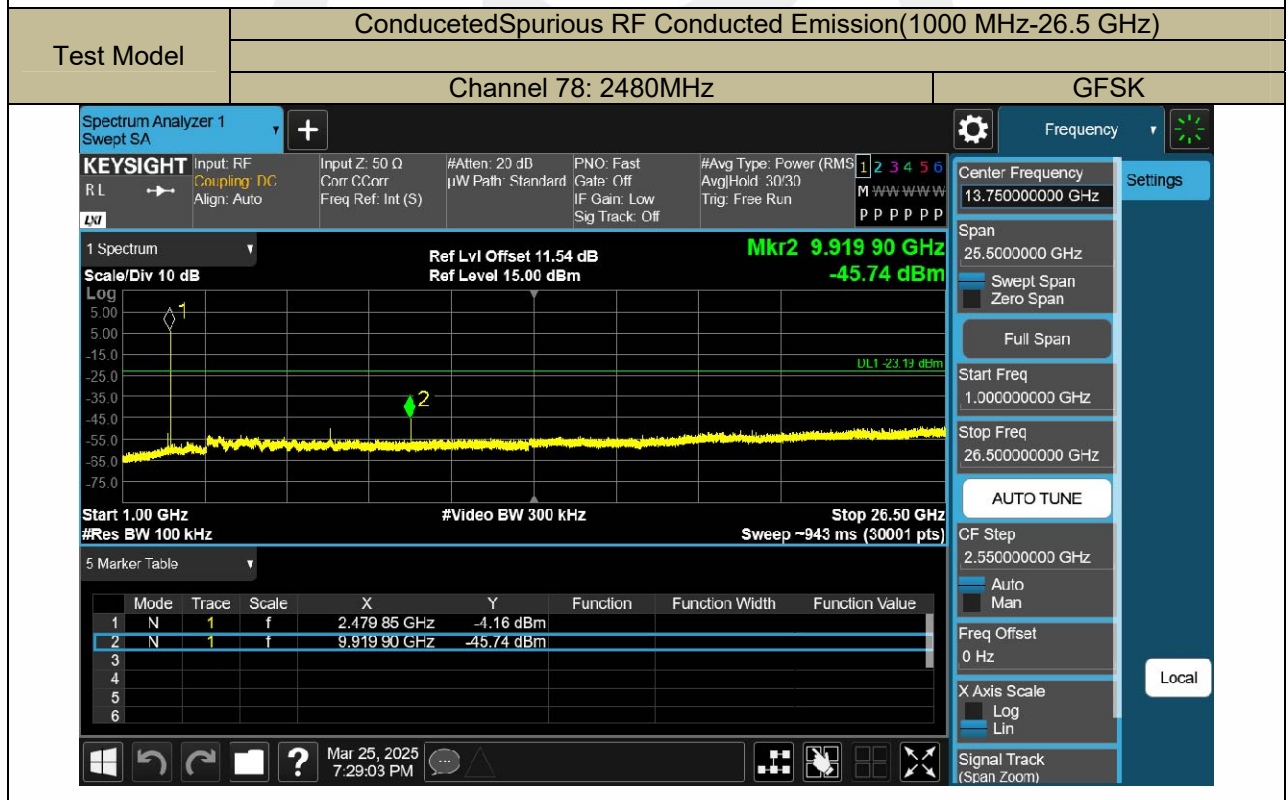 ConducetedSpurious RF Conducted Emission(1000 MHz-26.5 GHz)
Test Model
Channel 78: 2480MHz GFSK
Spectrum Analyzer 1
Swept SA
+
Frequency
KEYSIGHT Input: RF Input Z: 50 Ω #Atten: 20 dB PNO: Fast #Avg Type: Power (RMS 1 2 3 4 5 6
Coupling: DC Corr CCorr µW Path: Standard Gate: Off Avg|Hold: 30/30 M W W W W W
R L Align: Auto Freq Ref: Int (S) IF Gain: Low Trig: Free Run
LXI Sig Track: Off P P P P P P
Center Frequency
13.750000000 GHz
Settings
Span
25.5000000 GHz
Swept Span
Zero Span
Full Span
Start Freq
1.000000000 GHz
Stop Freq
26.500000000 GHz
AUTO TUNE
CF Step
2.550000000 GHz
Auto
Man
Freq Offset
0 Hz
X Axis Scale
Log
Lin
Local
Signal Track
(Span Zoom)
1 Spectrum
Ref Lvl Offset 11.54 dB Mkr2 9.919 90 GHz
Scale/Div 10 dB Ref Level 15.00 dBm -45.74 dBm
Log
5.00
5.00
-15.0
-25.0
-35.0
-45.0
-55.0
-65.0
-75.0
1
2
DL1 -23.19 dBm
Start 1.00 GHz #Video BW 300 kHz Stop 26.50 GHz
#Res BW 100 kHz Sweep ~943 ms (30001 pts)
5 Marker Table
Mode Trace Scale X Y Function Function Width Function Value
1 N 1 f 2.479 85 GHz -4.16 dBm
2 N 1 f 9.919 90 GHz -45.74 dBm
3
4
5
6
? Mar 25, 2025
7:29:03 PM